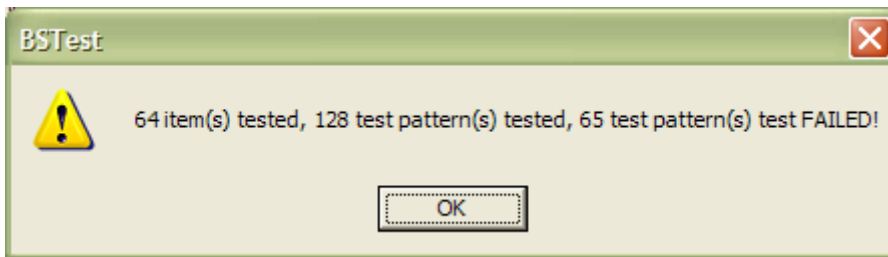 BSTest
64 item(s) tested, 128 test pattern(s) tested, 65 test pattern(s) test FAILED!
OK